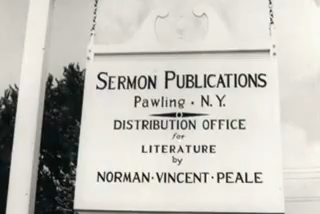 SERMON PUBLICATIONS
Pawling · N.Y.
DISTRIBUTION OFFICE
for
LITERATURE
by
NORMAN·VINCENT·PEALE